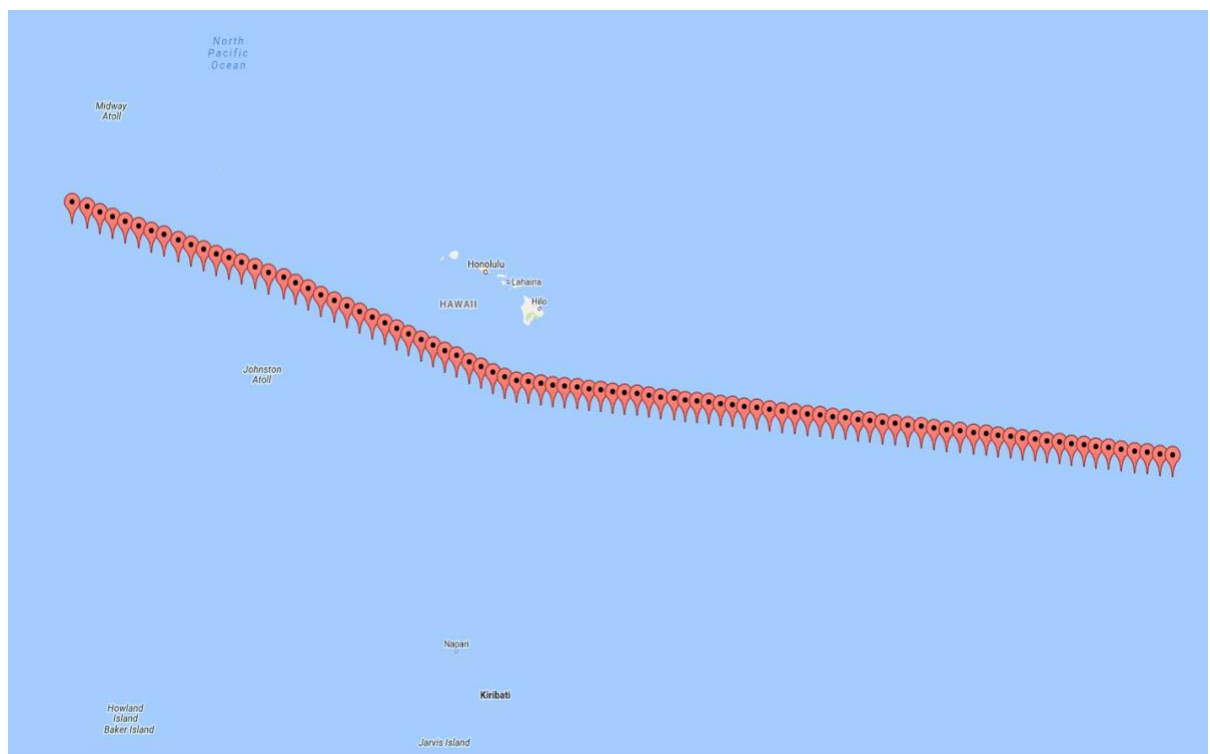 North
Pacific
Ocean
Midway
Atoll
Honolulu
Lahaina
HAWAII
Hilo
Johnston
Atoll
Napari
Kiribati
Howland
Island
Baker Island
Jarvis Island